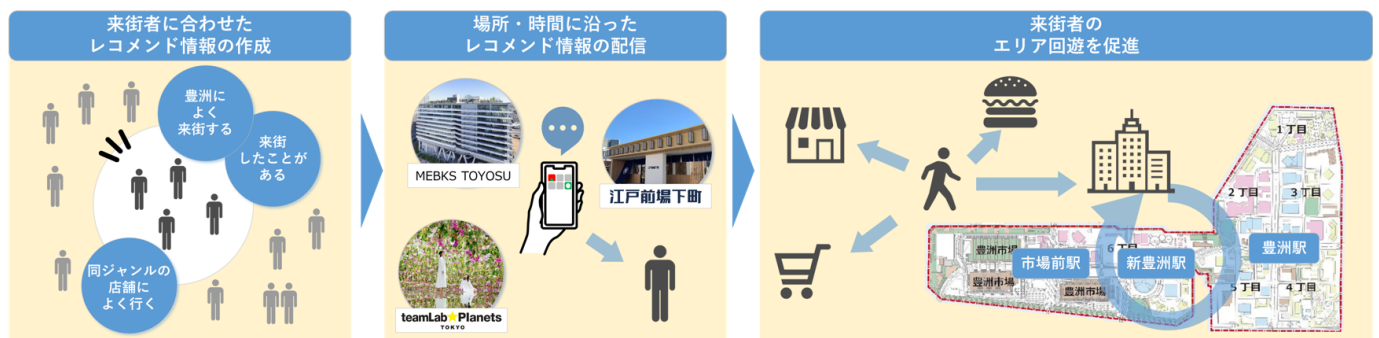 来街者に合わせた
レコメンド情報の作成
豊洲に
よく
来街する
来街
したことが
ある
同ジャンルの
店舗に
よく行く
場所・時間に沿った
レコメンド情報の配信
MEBKS TOYOSU
江戸前場下町
teamLab★Planets
TOKYO
来街者の
エリア回遊を促進
1丁目
2丁目
3丁目
豊洲駅
5丁目
4丁目
6丁目
豊洲市場
市場前駅
新豊洲駅
豊洲市場
豊洲市場